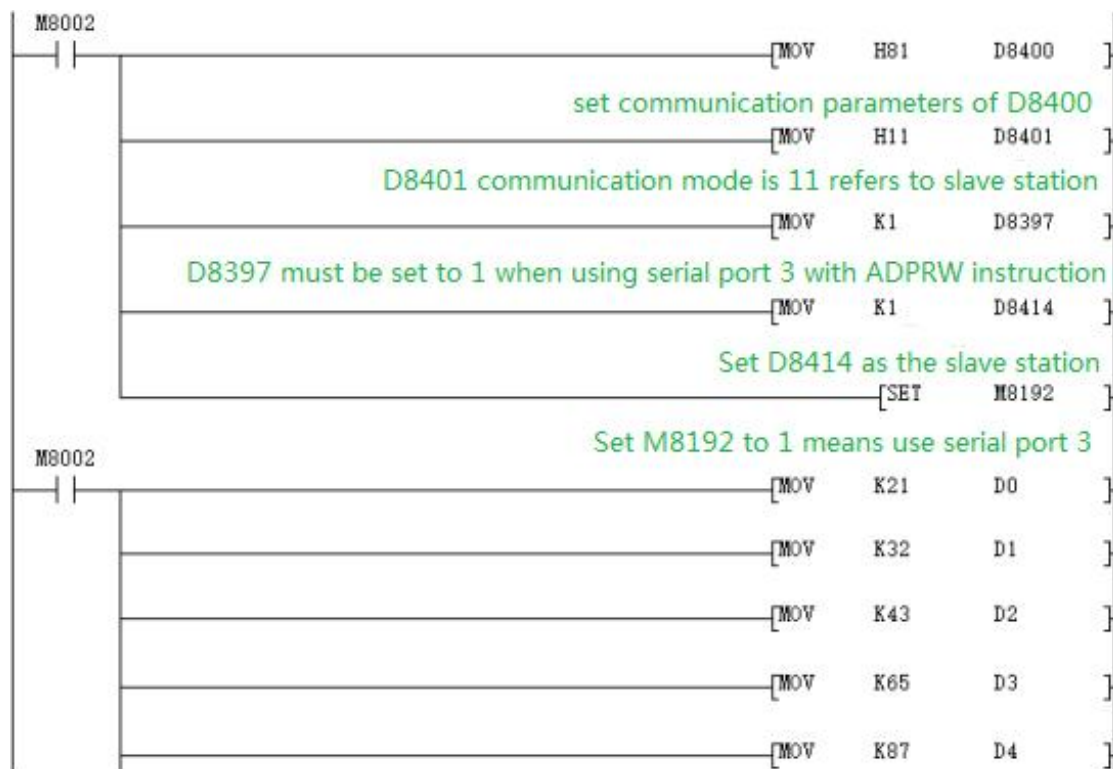 M8002
[MOV H81 D8400 ]
set communication parameters of D8400
[MOV H11 D8401 ]
D8401 communication mode is 11 refers to slave station
[MOV K1 D8397 ]
D8397 must be set to 1 when using serial port 3 with ADPRW instruction
[MOV K1 D8414 ]
Set D8414 as the slave station
[SET M8192 ]
Set M8192 to 1 means use serial port 3
M8002
[MOV K21 D0 ]
[MOV K32 D1 ]
[MOV K43 D2 ]
[MOV K65 D3 ]
[MOV K87 D4 ]